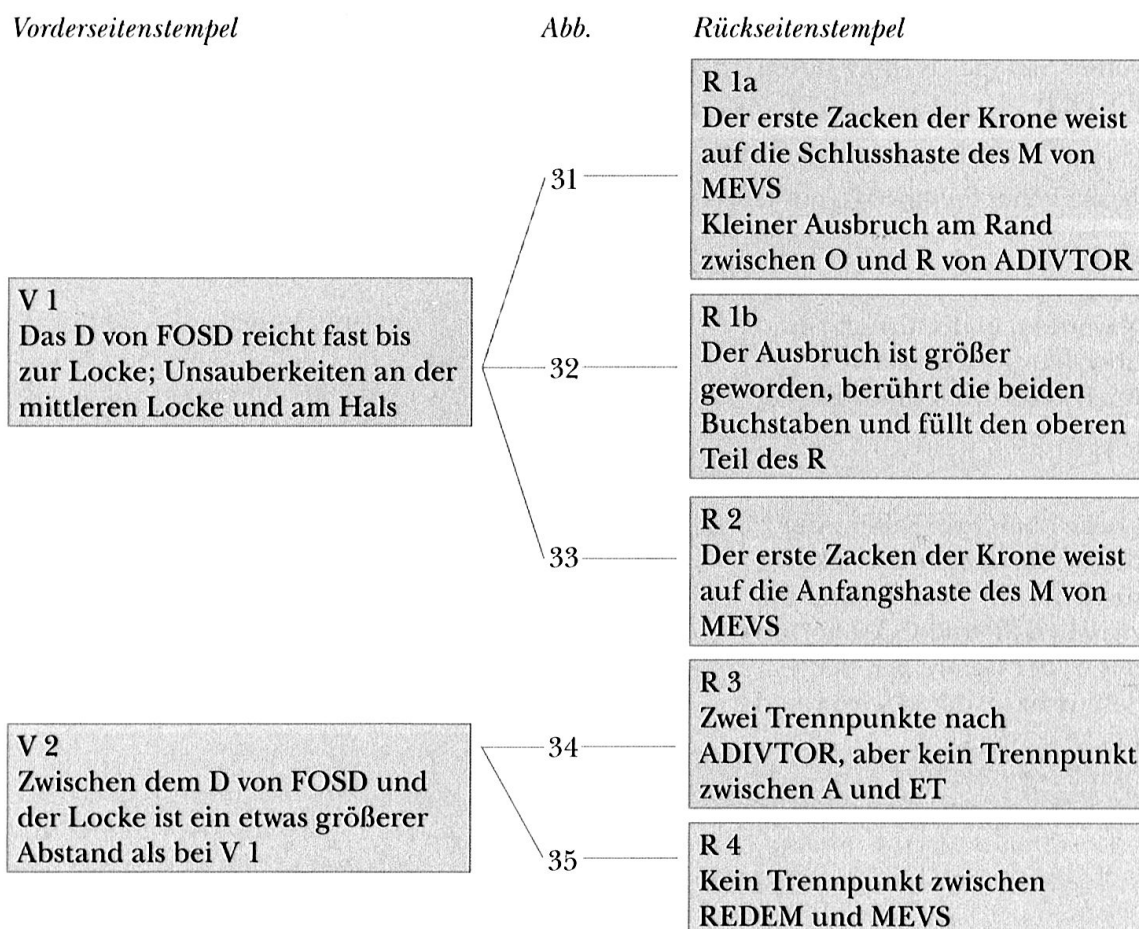 Vorderseitenstempel
Abb.
Rückseitenstempel
V 1
Das D von FOSD reicht fast bis
zur Locke; Unsauberkeiten an der
mittleren Locke und am Hals
31
32
33
R 1a
Der erste Zacken der Krone weist
auf die Schlusshaste des M von
MEVS
Kleiner Ausbruch am Rand
zwischen O und R von ADIVTOR
R 1b
Der Ausbruch ist größer
geworden, berührt die beiden
Buchstaben und füllt den oberen
Teil des R
R 2
Der erste Zacken der Krone weist
auf die Anfangshaste des M von
MEVS
V 2
Zwischen dem D von FOSD und
der Locke ist ein etwas größerer
Abstand als bei V 1
34
35
R 3
Zwei Trennpunkte nach
ADIVTOR, aber kein Trennpunkt
zwischen A und ET
R 4
Kein Trennpunkt zwischen
REDEM und MEVS